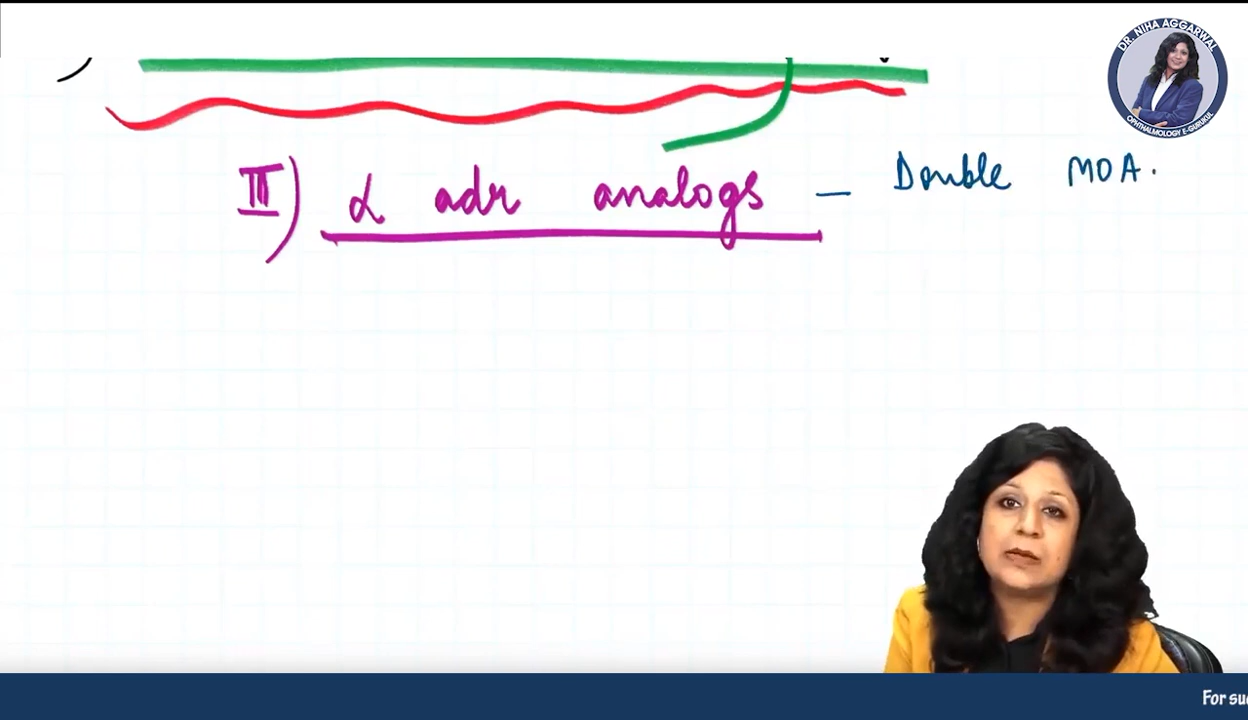 DR. NIHA AGGARWAL
OPHTHALMOLOGY E-GURUKUL
III) α adr analogs – Double MOA.
For su